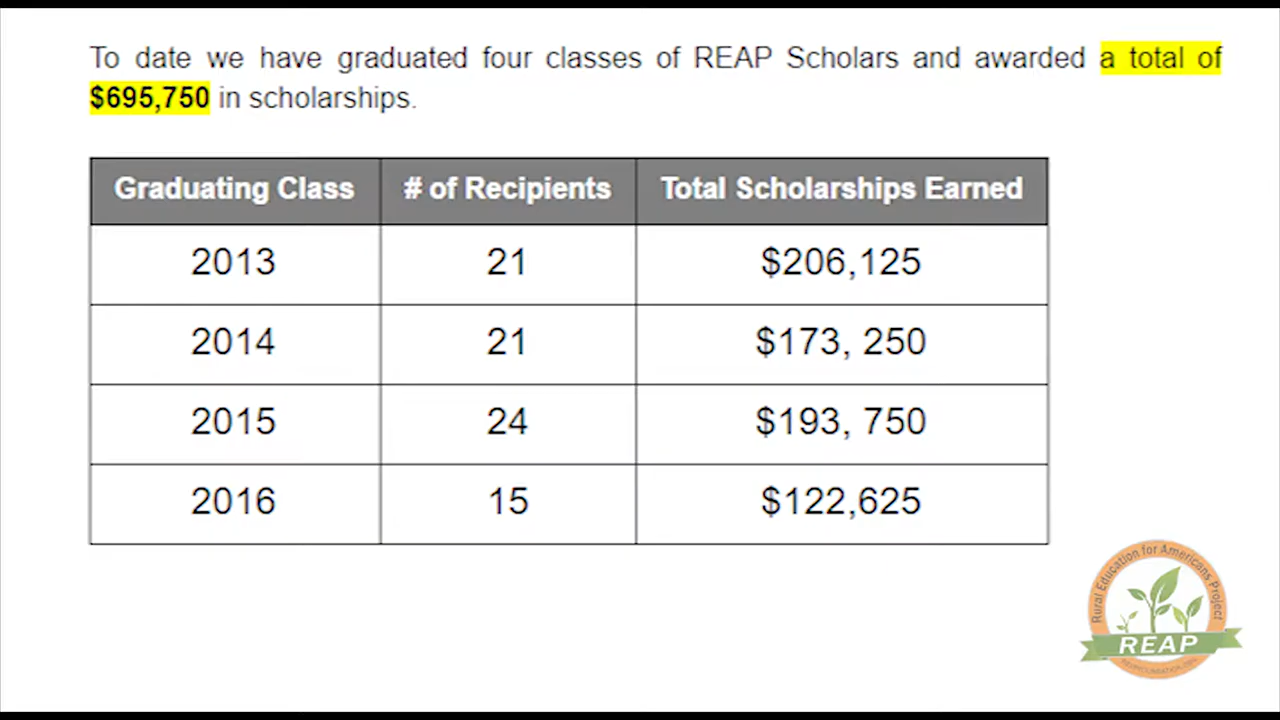 To date we have graduated four classes of REAP Scholars and awarded a total of
$695,750 in scholarships.
Graduating Class # of Recipients Total Scholarships Earned
2013 21 $206,125
2014 21 $173, 250
2015 24 $193, 750
2016 15 $122,625
Rural Education for Americans Project
REAP